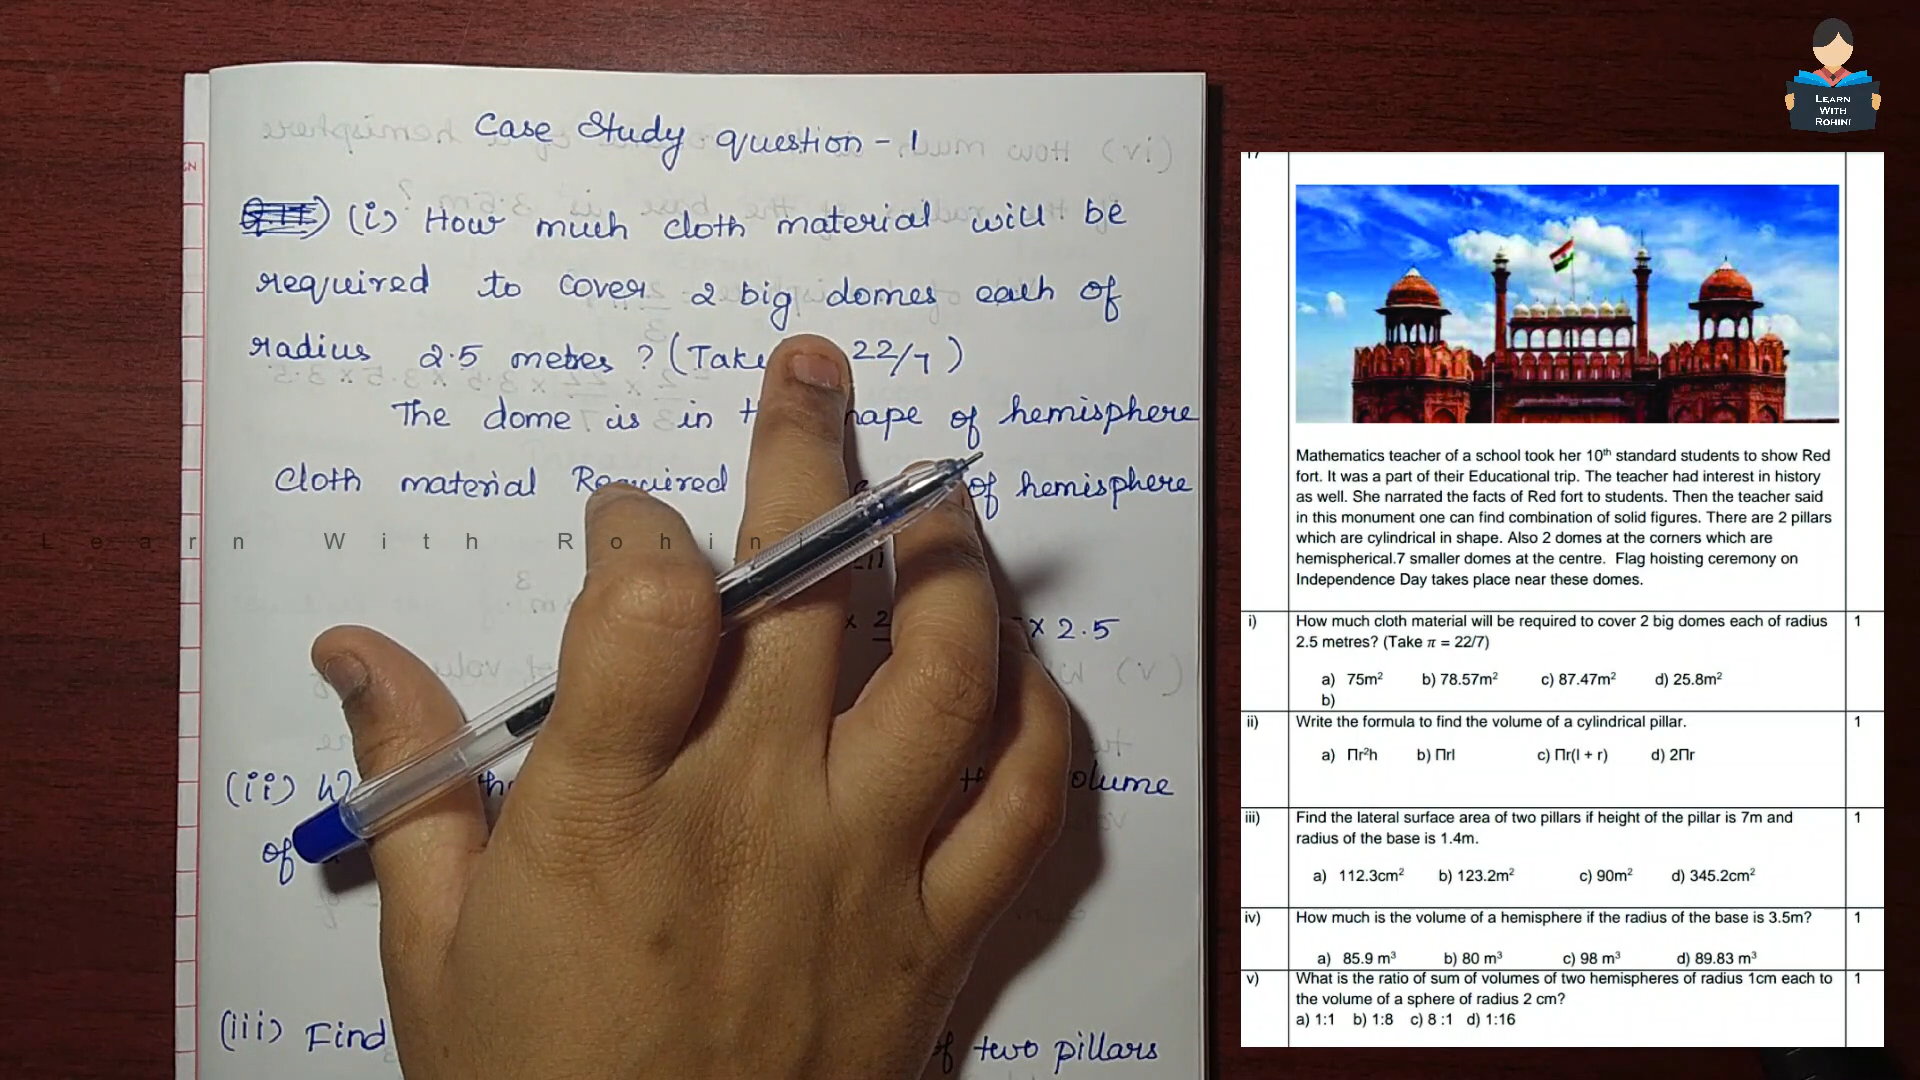 Case Study question - 1
(i) How much cloth material will be
required to cover 2 big domes each of
radius 2.5 metres ? (Take 22/7 )
The dome is in of hemisphere
Cloth material Required of hemisphere
x 2.5
(ii) volume
of
(iii) Find two pillars
Learn With Rohini
LEARN
WITH
ROHINI
Mathematics teacher of a school took her 10th standard students to show Red
fort. It was a part of their Educational trip. The teacher had interest in history
as well. She narrated the facts of Red fort to students. Then the teacher said
in this monument one can find combination of solid figures. There are 2 pillars
which are cylindrical in shape. Also 2 domes at the corners which are
hemispherical.7 smaller domes at the centre. Flag hoisting ceremony on
Independence Day takes place near these domes.
i) How much cloth material will be required to cover 2 big domes each of radius 1
2.5 metres? (Take π = 22/7)
a) 75m² b) 78.57m² c) 87.47m² d) 25.8m²
b)
ii) Write the formula to find the volume of a cylindrical pillar. 1
a) Πr²h b) Πrl c) Πr(l + r) d) 2Πr
iii) Find the lateral surface area of two pillars if height of the pillar is 7m and 1
radius of the base is 1.4m.
a) 112.3cm² b) 123.2m² c) 90m² d) 345.2cm²
iv) How much is the volume of a hemisphere if the radius of the base is 3.5m? 1
a) 85.9 m³ b) 80 m³ c) 98 m³ d) 89.83 m³
v) What is the ratio of sum of volumes of two hemispheres of radius 1cm each to 1
the volume of a sphere of radius 2 cm?
a) 1:1 b) 1:8 c) 8 :1 d) 1:16